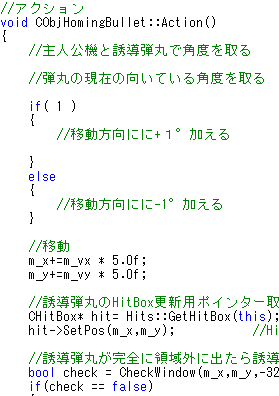 //アクション
void CObjHomingBullet::Action()
{
//主人公機と誘導弾丸で角度を取る
//弾丸の現在の向いている角度を取る
if( 1 )
{
//移動方向にに+１°加える
}
else
{
//移動方向にに-1°加える
}
//移動
m_x+=m_vx * 5.0f;
m_y+=m_vy * 5.0f;
//誘導弾丸のHitBox更新用ポインター取
CHitBox* hit= Hits::GetHitBox(this);
hit->SetPos(m_x,m_y); //Hi
//誘導弾丸が完全に領域外に出たら誘導
bool check = CheckWindow(m_x,m_y,-32
if(check == false)
{